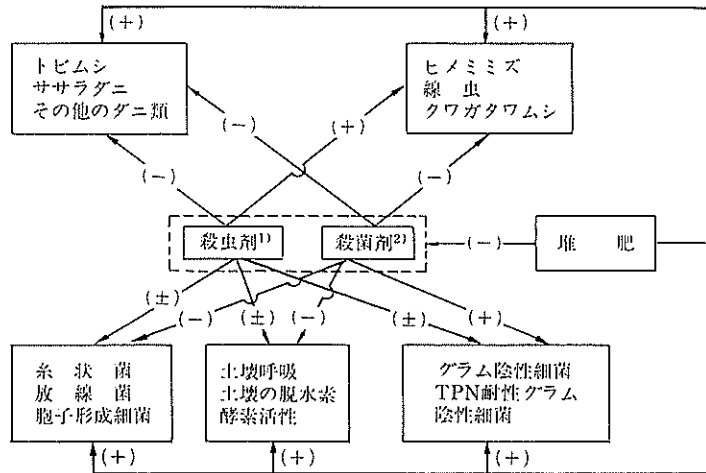 (+)
(+)
トビムシ
ササラダニ
その他のダニ類
ヒメミミズ
線 虫
クワガタワムシ
(-)
(+)
(-)
(-)
殺虫剤1)
殺菌剤2)
(-)
堆 肥
(±)
(-)
(±)
(-)
(±)
(+)
糸 状 菌
放 線 菌
胞子形成細菌
土壌呼吸
土壌の脱水素
酵素活性
グラム陰性細菌
TPN耐性グラム
陰性細菌
(+)
(+)
(+)